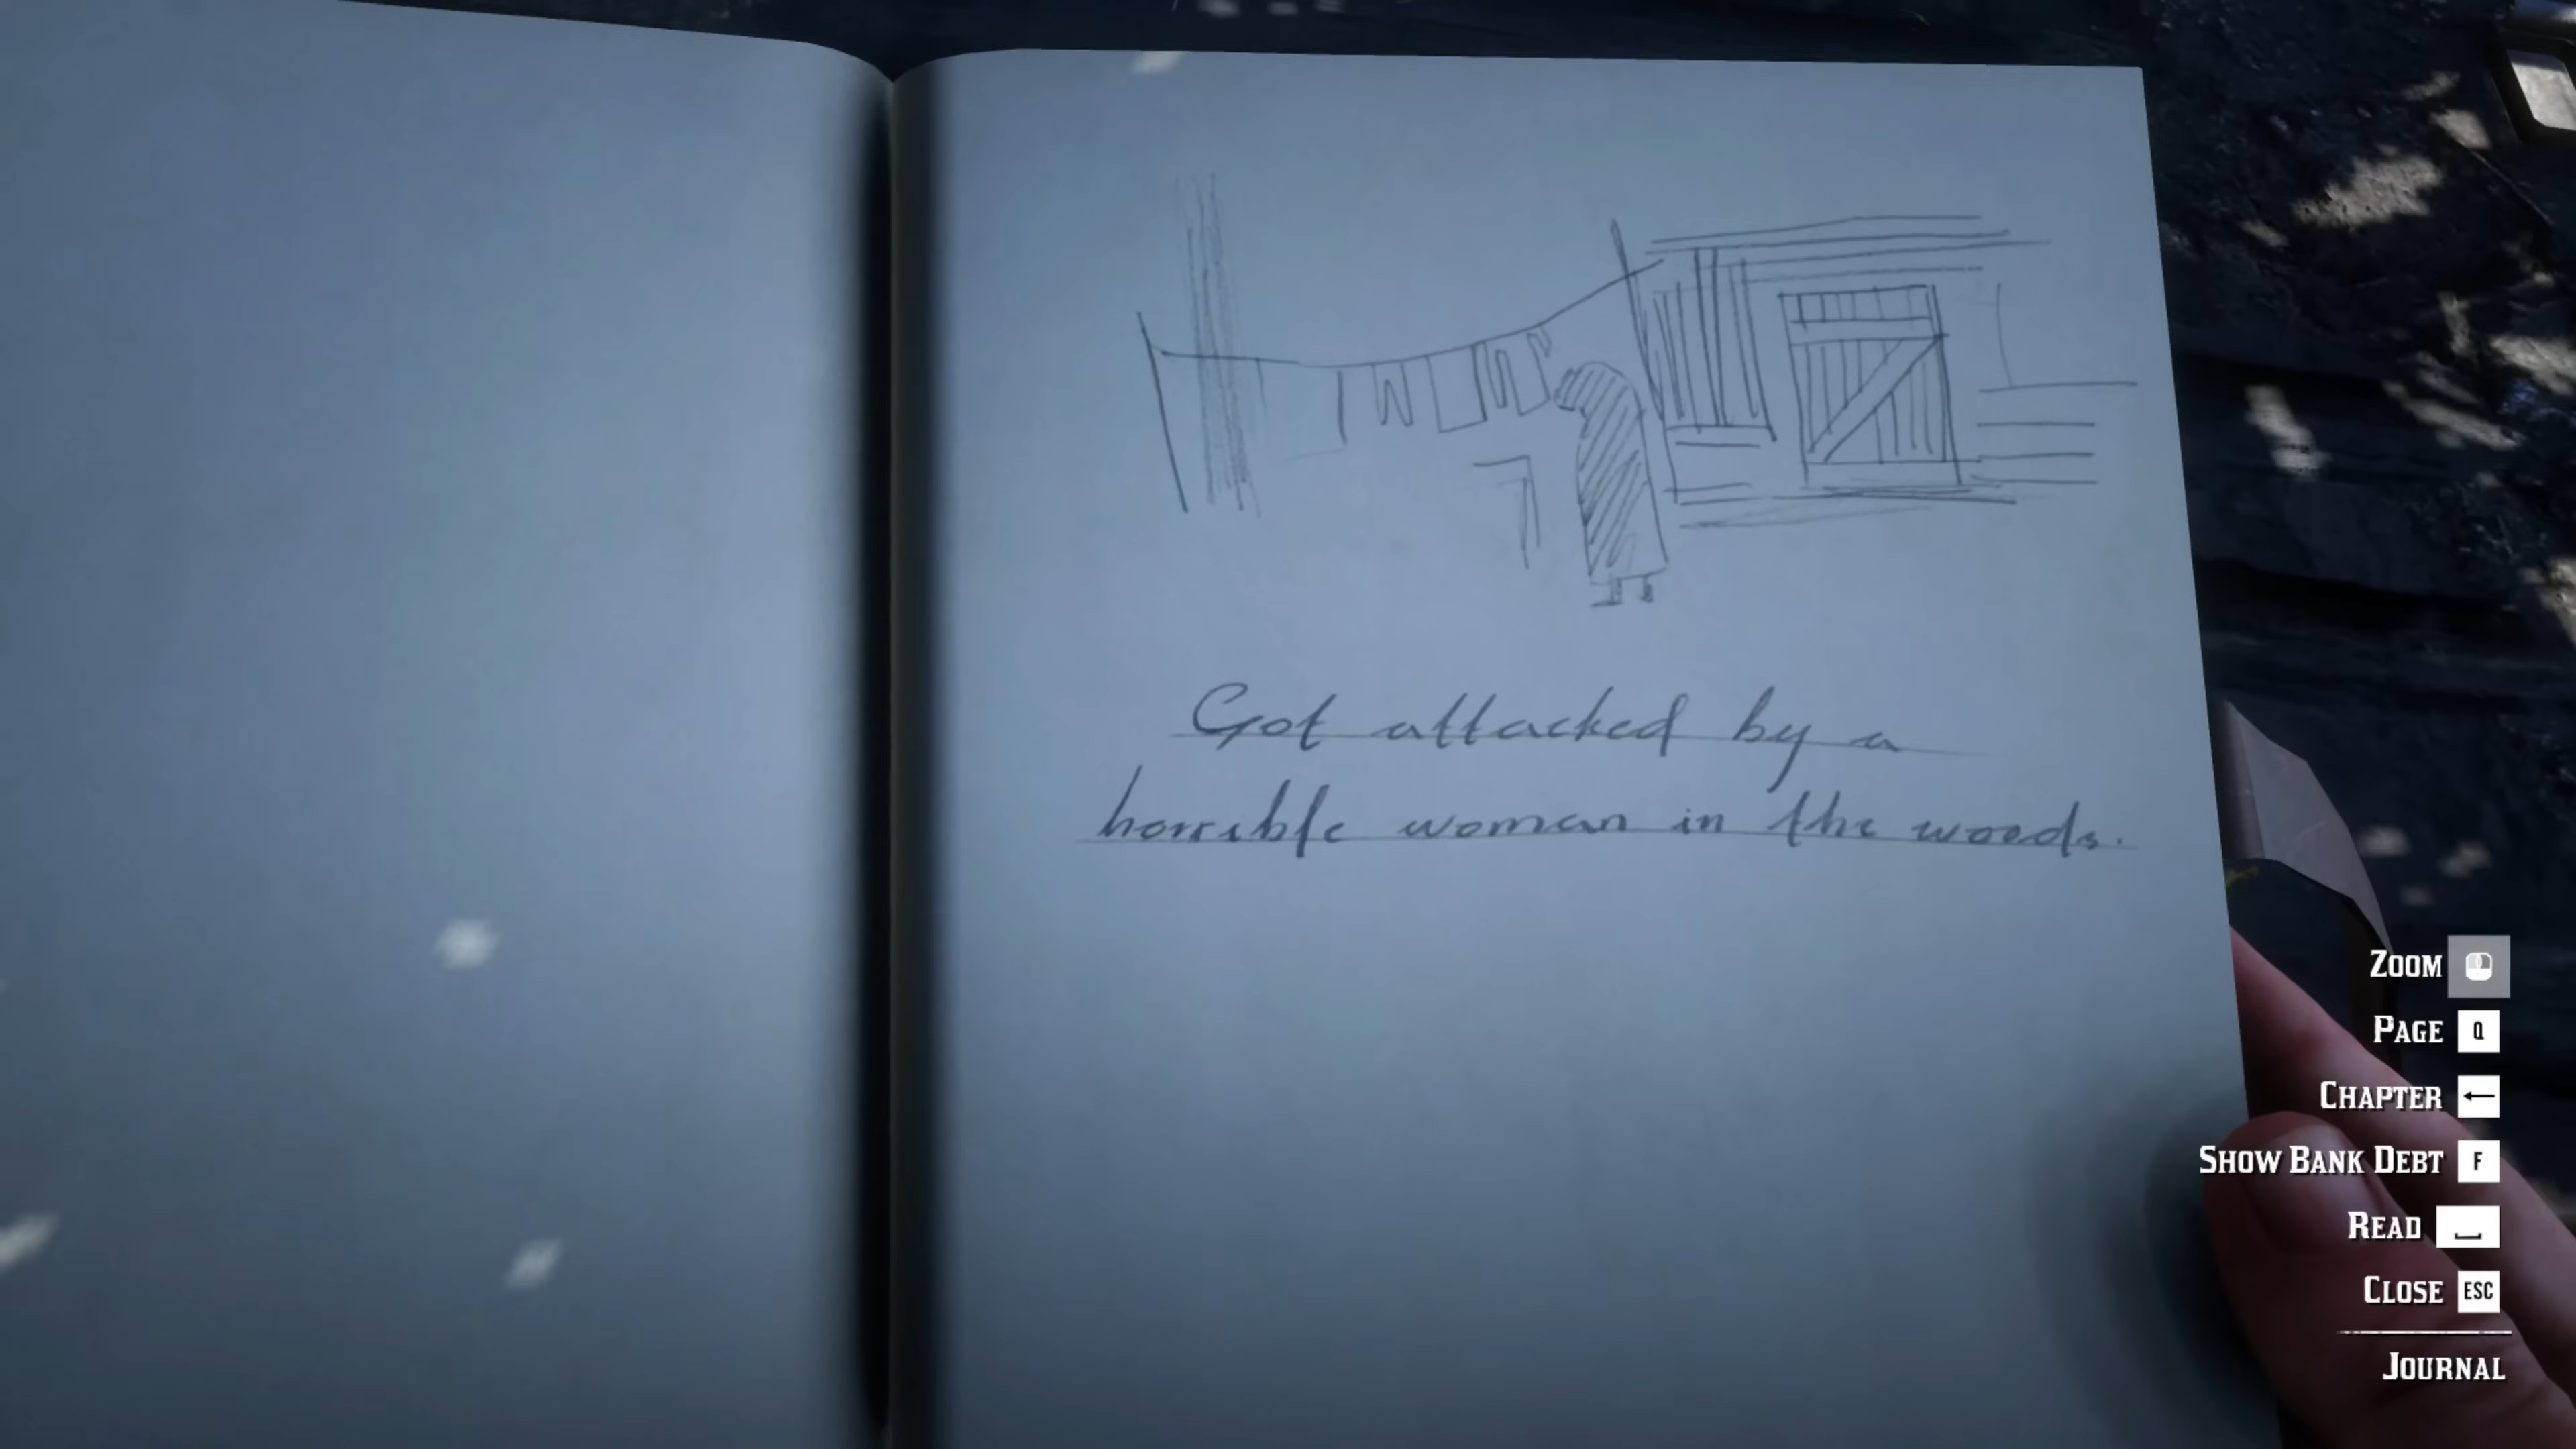 Got attacked by a
horrible woman in the woods.
ZOOM
PAGE Q
CHAPTER ←
SHOW BANK DEBT F
READ
CLOSE ESC
JOURNAL